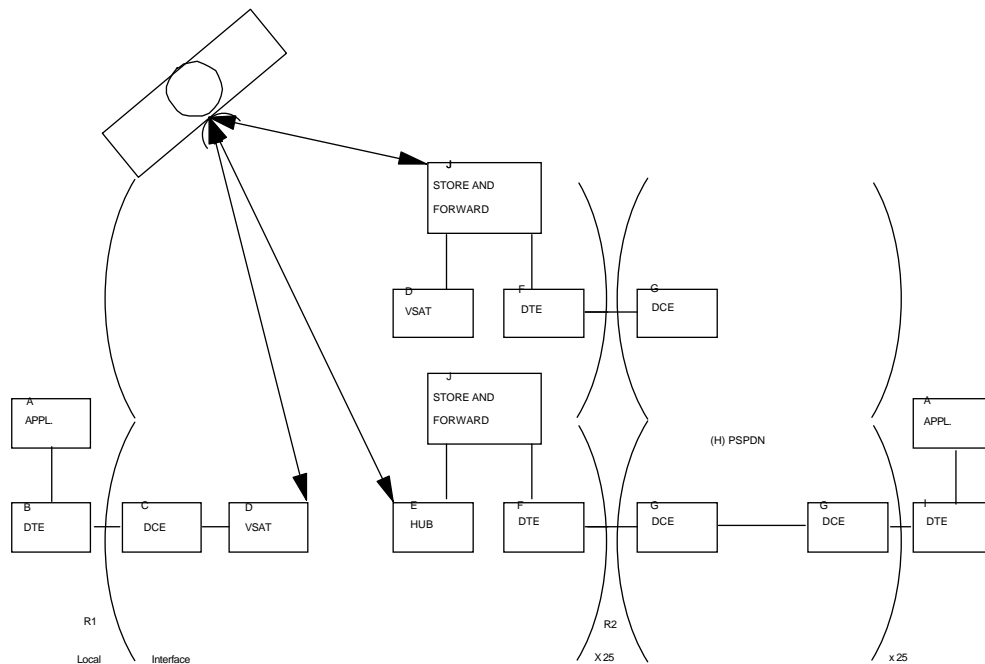 J
STORE AND
FORWARD
D
VSAT
F
DTE
G
DCE
J
STORE AND
FORWARD
A
APPL.
(H) PSPDN
A
APPL.
B
DTE
C
DCE
D
VSAT
E
HUB
F
DTE
G
DCE
G
DCE
I
DTE
R1
R2
Local
Interface
X 25
x 25